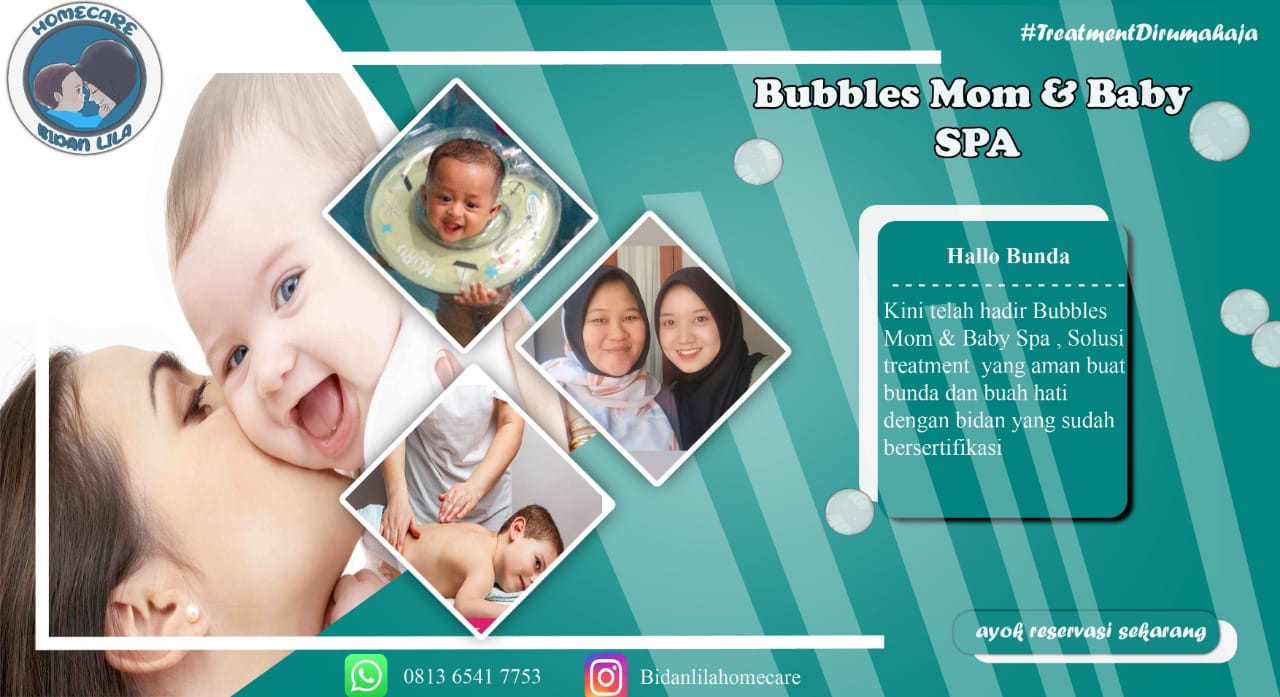 HOMECARE
BIDAN LILA
#TreatmentDirumahaja
Bubbles Mom & Baby
SPA
Hallo Bunda
Kini telah hadir Bubbles
Mom & Baby Spa , Solusi
treatment yang aman buat
bunda dan buah hati
dengan bidan yang sudah
bersertifikasi
ayok reservasi sekarang
0813 6541 7753
Bidanlilahomecare